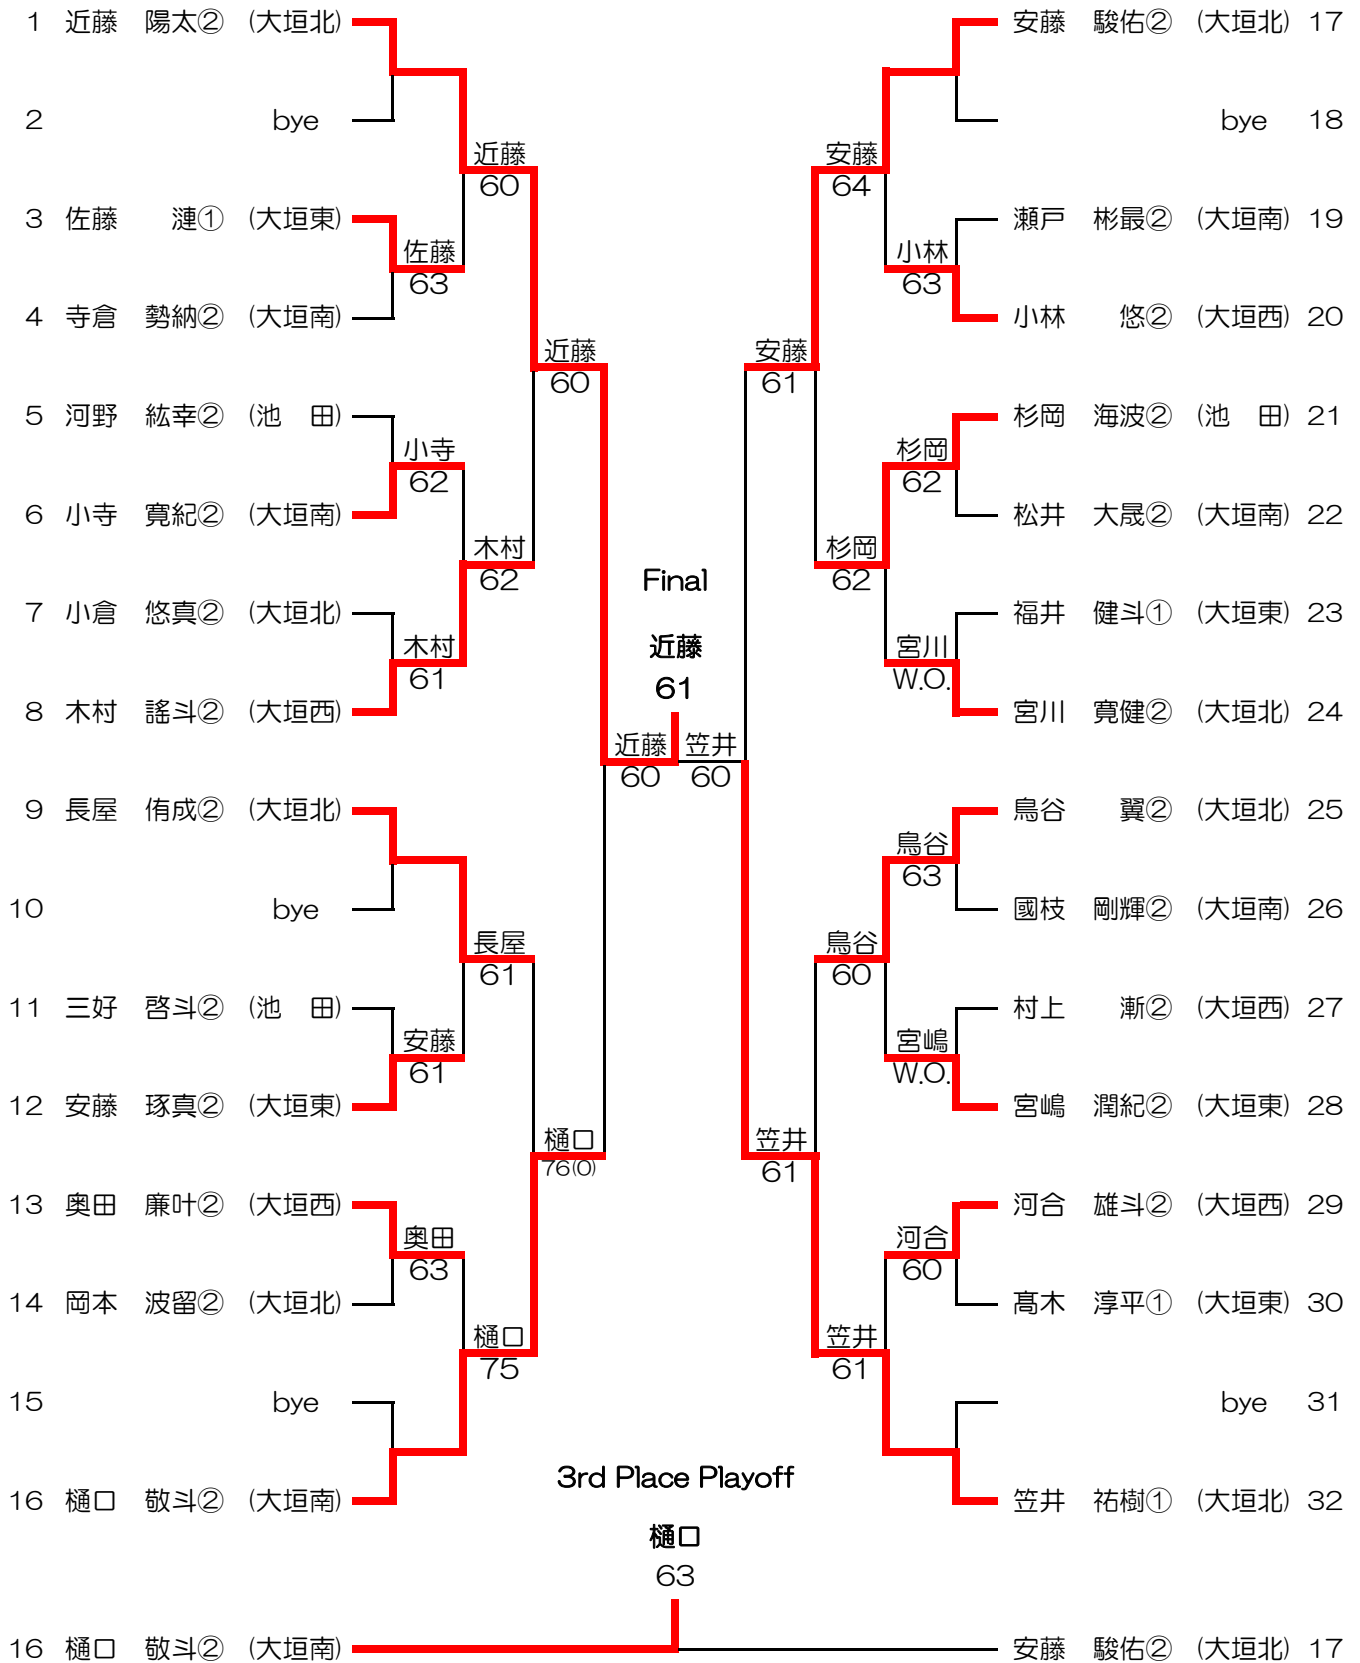 1 近藤 陽太② (大垣北)
安藤 駿佑② (大垣北) 17
2 bye
bye 18
近藤
60
安藤
64
3 佐藤 漣① (大垣東)
瀬戸 彬最② (大垣南) 19
佐藤
63
小林
63
4 寺倉 勢納② (大垣南)
小林 悠② (大垣西) 20
近藤
60
安藤
61
5 河野 紘幸② (池 田)
杉岡 海波② (池 田) 21
小寺
62
杉岡
62
6 小寺 寛紀② (大垣南)
松井 大晟② (大垣南) 22
木村
62
杉岡
62
Final
7 小倉 悠真② (大垣北)
福井 健斗① (大垣東) 23
木村
61
近藤
61
宮川
W.O.
8 木村 謠斗② (大垣西)
宮川 寛健② (大垣北) 24
近藤
60
笠井
60
9 長屋 侑成② (大垣北)
鳥谷 翼② (大垣北) 25
鳥谷
63
10 bye
國枝 剛輝② (大垣南) 26
長屋
61
鳥谷
60
11 三好 啓斗② (池 田)
村上 漸② (大垣西) 27
安藤
61
宮嶋
W.O.
12 安藤 琢真② (大垣東)
宮嶋 潤紀② (大垣東) 28
樋口
76(0)
笠井
61
13 奥田 廉叶② (大垣西)
河合 雄斗② (大垣西) 29
奥田
63
河合
60
14 岡本 波留② (大垣北)
髙木 淳平① (大垣東) 30
樋口
75
笠井
61
15 bye
bye 31
3rd Place Playoff
16 樋口 敬斗② (大垣南)
笠井 祐樹① (大垣北) 32
樋口
63
16 樋口 敬斗② (大垣南)
安藤 駿佑② (大垣北) 17